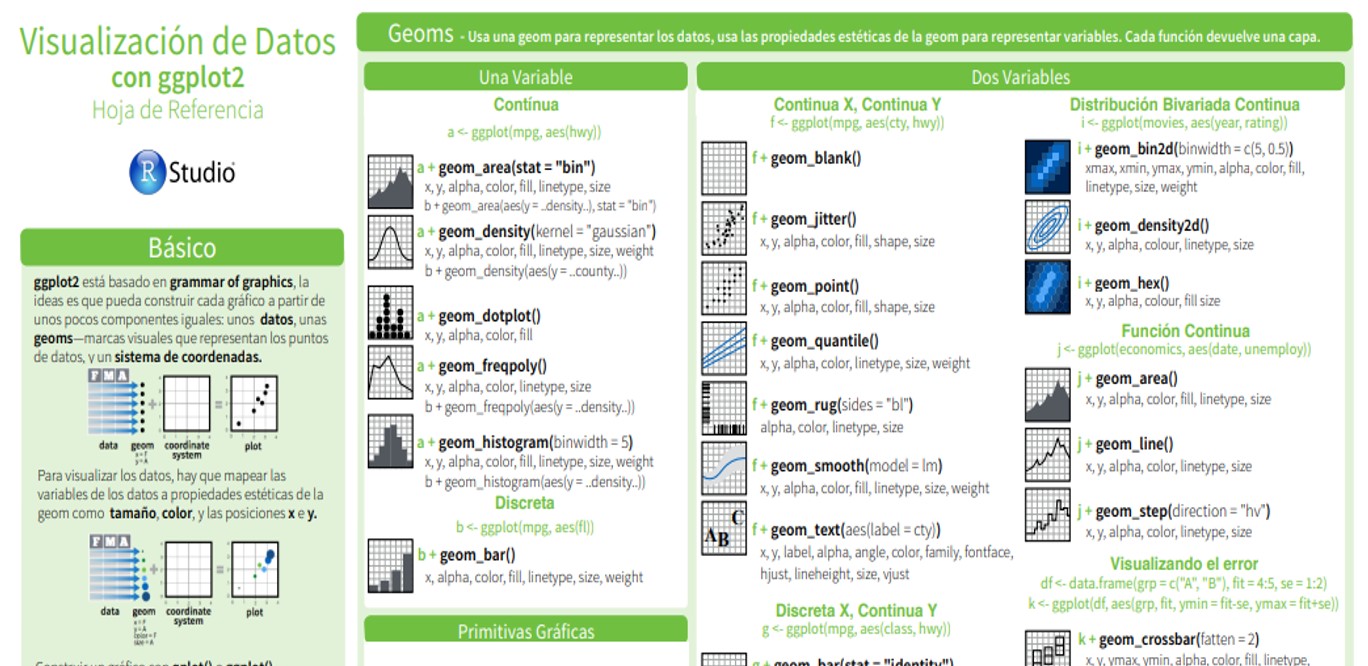 Visualización de Datos
con ggplot2
Hoja de Referencia
R Studio
Básico
ggplot2 está basado en grammar of graphics, la
ideas es que pueda construir cada gráfico a partir de
unos pocos componentes iguales: unos datos, unas
geoms—marcas visuales que representan los puntos
de datos, y un sistema de coordenadas.
F M A
+ =
data geom coordinate plot
x = F system
y = A
Para visualizar los datos, hay que mapear las
variables de los datos a propiedades estéticas de la
geom como tamaño, color, y las posiciones x e y.
F M A
+ =
data geom coordinate plot
x = F system
y = A
color = F
size = A
Construir un gráfico con qplot() o ggplot()
Geoms - Usa una geom para representar los datos, usa las propiedades estéticas de la geom para representar variables. Cada función devuelve una capa.
Una Variable
Contínua
a <- ggplot(mpg, aes(hwy))
a + geom_area(stat = "bin")
x, y, alpha, color, fill, linetype, size
b + geom_area(aes(y = ..density..), stat = "bin")
a + geom_density(kernel = "gaussian")
x, y, alpha, color, fill, linetype, size, weight
b + geom_density(aes(y = ..county..))
a + geom_dotplot()
x, y, alpha, color, fill
a + geom_freqpoly()
x, y, alpha, color, linetype, size
b + geom_freqpoly(aes(y = ..density..))
a + geom_histogram(binwidth = 5)
x, y, alpha, color, fill, linetype, size, weight
b + geom_histogram(aes(y = ..density..))
Discreta
b <- ggplot(mpg, aes(fl))
b + geom_bar()
x, alpha, color, fill, linetype, size, weight
Primitivas Gráficas
Dos Variables
Continua X, Continua Y
f <- ggplot(mpg, aes(cty, hwy))
f + geom_blank()
f + geom_jitter()
x, y, alpha, color, fill, shape, size
f + geom_point()
x, y, alpha, color, fill, shape, size
f + geom_quantile()
x, y, alpha, color, linetype, size, weight
f + geom_rug(sides = "bl")
alpha, color, linetype, size
f + geom_smooth(model = lm)
x, y, alpha, color, fill, linetype, size, weight
A B C
f + geom_text(aes(label = cty))
x, y, label, alpha, angle, color, family, fontface,
hjust, lineheight, size, vjust
Discreta X, Continua Y
g <- ggplot(mpg, aes(class, hwy))
g + geom_bar(stat = "identity")
Distribución Bivariada Continua
i <- ggplot(movies, aes(year, rating))
i + geom_bin2d(binwidth = c(5, 0.5))
xmax, xmin, ymax, ymin, alpha, color, fill,
linetype, size, weight
i + geom_density2d()
x, y, alpha, colour, linetype, size
i + geom_hex()
x, y, alpha, colour, fill size
Función Continua
j <- ggplot(economics, aes(date, unemploy))
j + geom_area()
x, y, alpha, color, fill, linetype, size
j + geom_line()
x, y, alpha, color, linetype, size
j + geom_step(direction = "hv")
x, y, alpha, color, linetype, size
Visualizando el error
df <- data.frame(grp = c("A", "B"), fit = 4:5, se = 1:2)
k <- ggplot(df, aes(grp, fit, ymin = fit-se, ymax = fit+se))
k + geom_crossbar(fatten = 2)
x, y, ymax, ymin, alpha, color, fill, linetype,